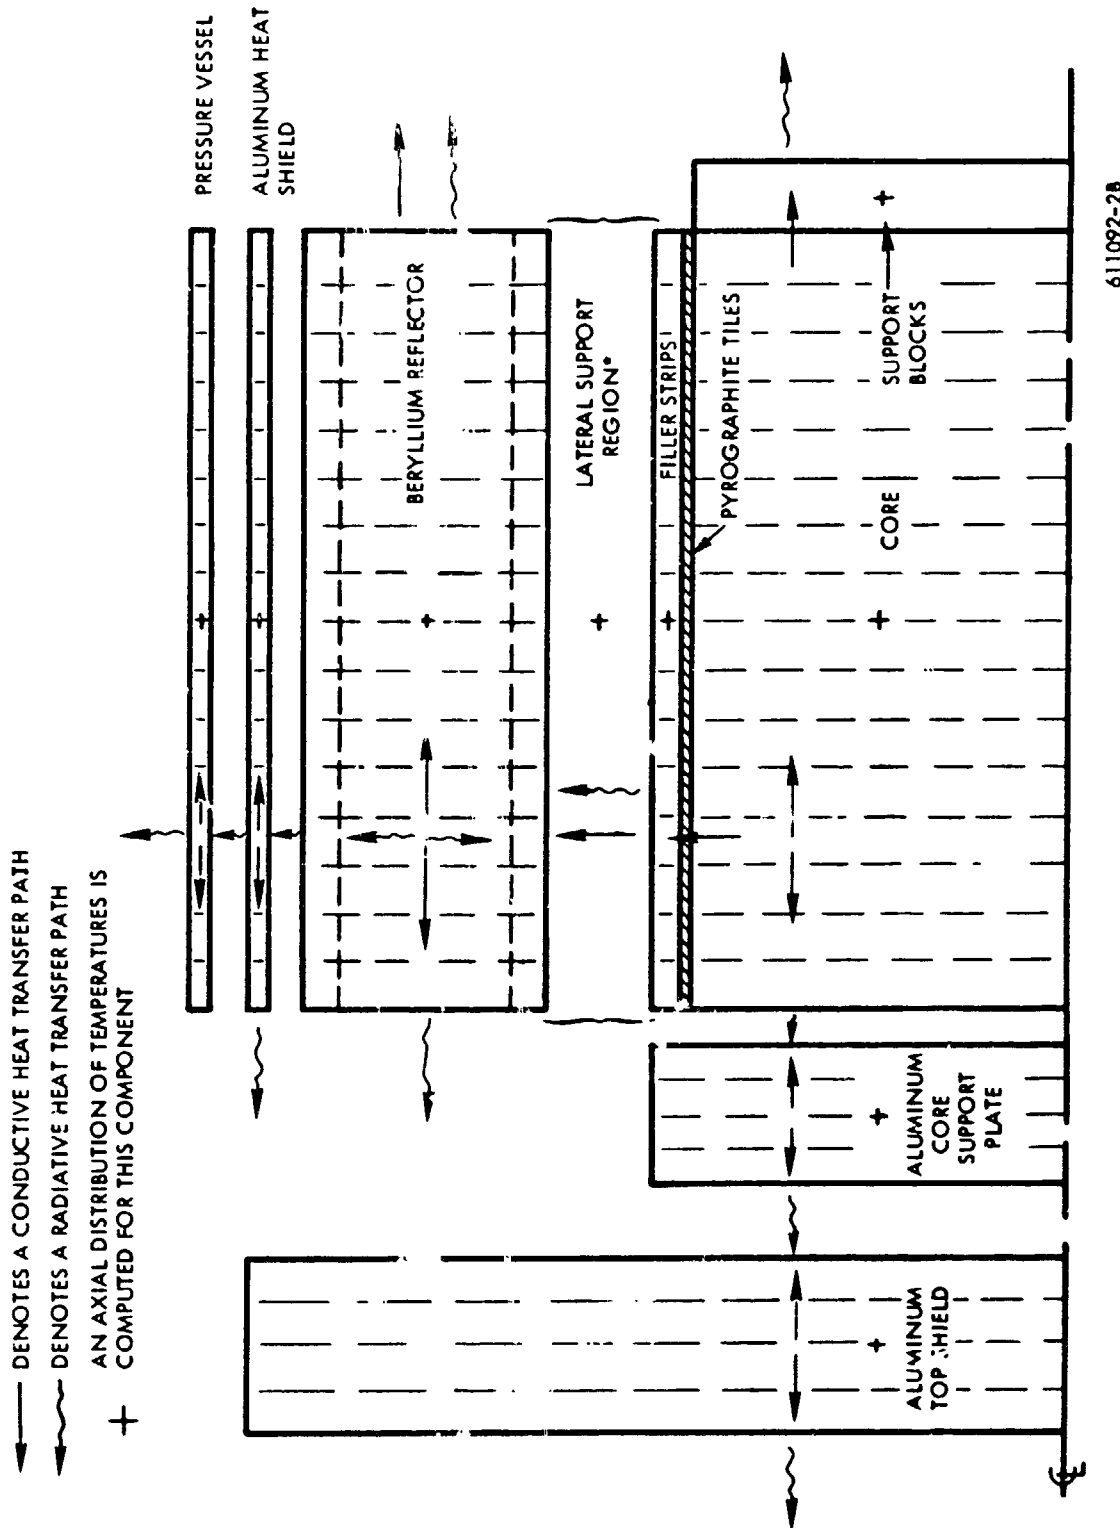 DENOTES A CONDUCTIVE HEAT TRANSFER PATH
DENOTES A RADIATIVE HEAT TRANSFER PATH
AN AXIAL DISTRIBUTION OF TEMPERATURES IS
COMPUTED FOR THIS COMPONENT
PRESSURE VESSEL
ALUMINUM HEAT
SHIELD
BERYLLIUM REFLECTOR
LATERAL SUPPORT
REGION*
FILLER STRIPS
PYROGRAPHITE TILES
CORE
SUPPORT
BLOCKS
ALUMINUM
CORE
SUPPORT
PLATE
ALUMINUM
TOP SHIELD
611092-2B